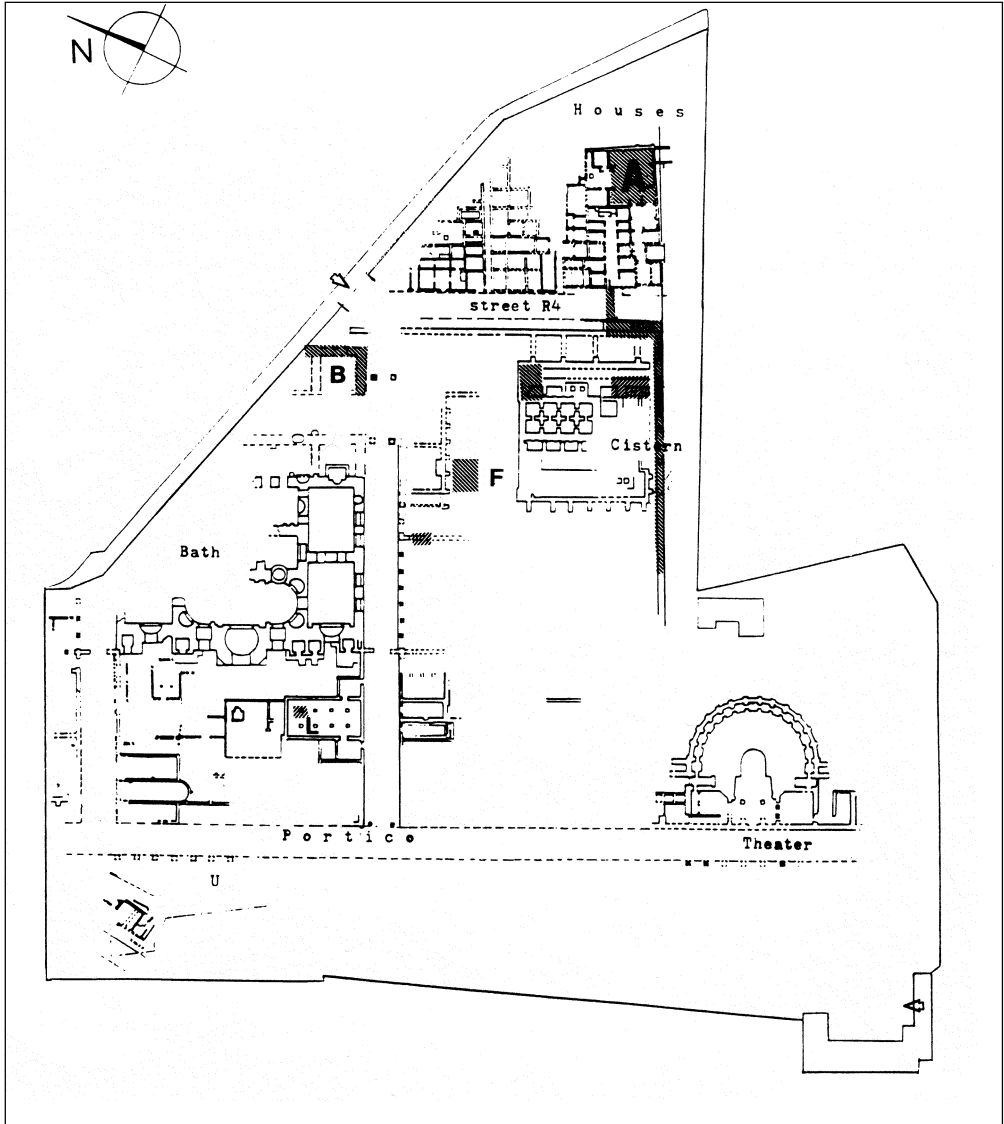 N
Houses
A
street R4
B
Cistern
F
Bath
Portico
Theater
U